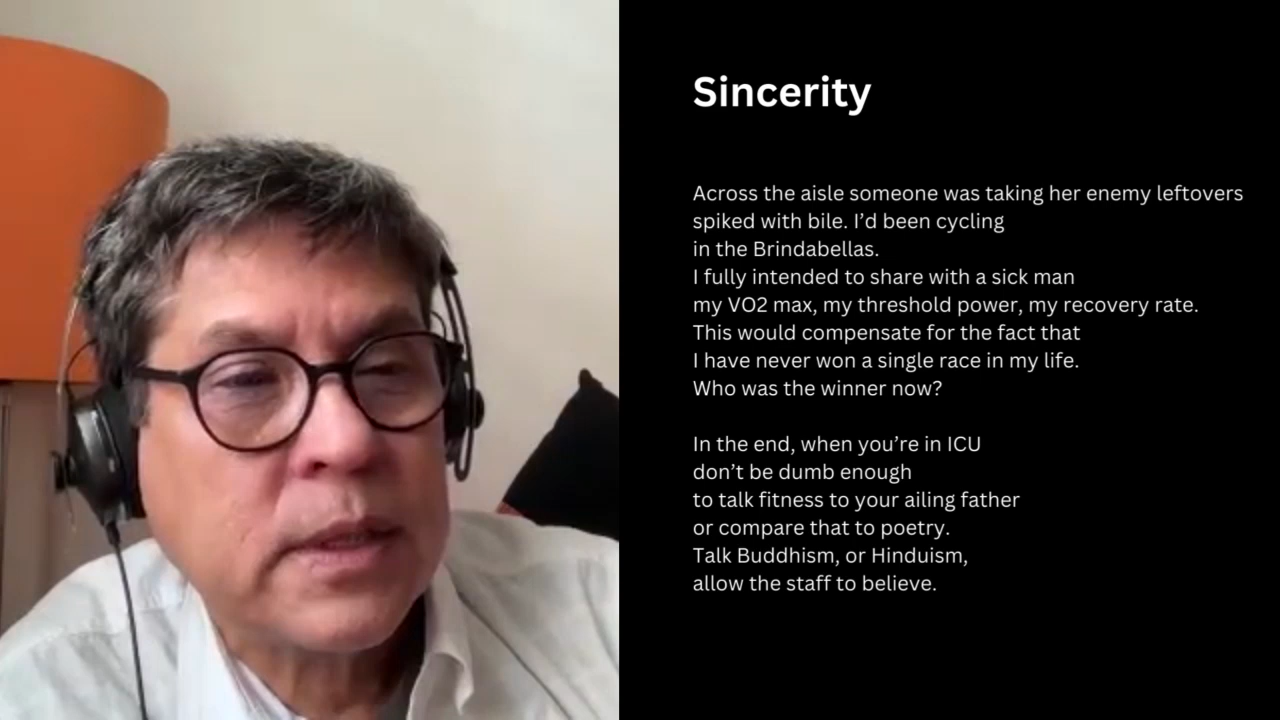 Sincerity
Across the aisle someone was taking her enemy leftovers
spiked with bile. I’d been cycling
in the Brindabellas.
I fully intended to share with a sick man
my VO2 max, my threshold power, my recovery rate.
This would compensate for the fact that
I have never won a single race in my life.
Who was the winner now?
In the end, when you’re in ICU
don’t be dumb enough
to talk fitness to your ailing father
or compare that to poetry.
Talk Buddhism, or Hinduism,
allow the staff to believe.